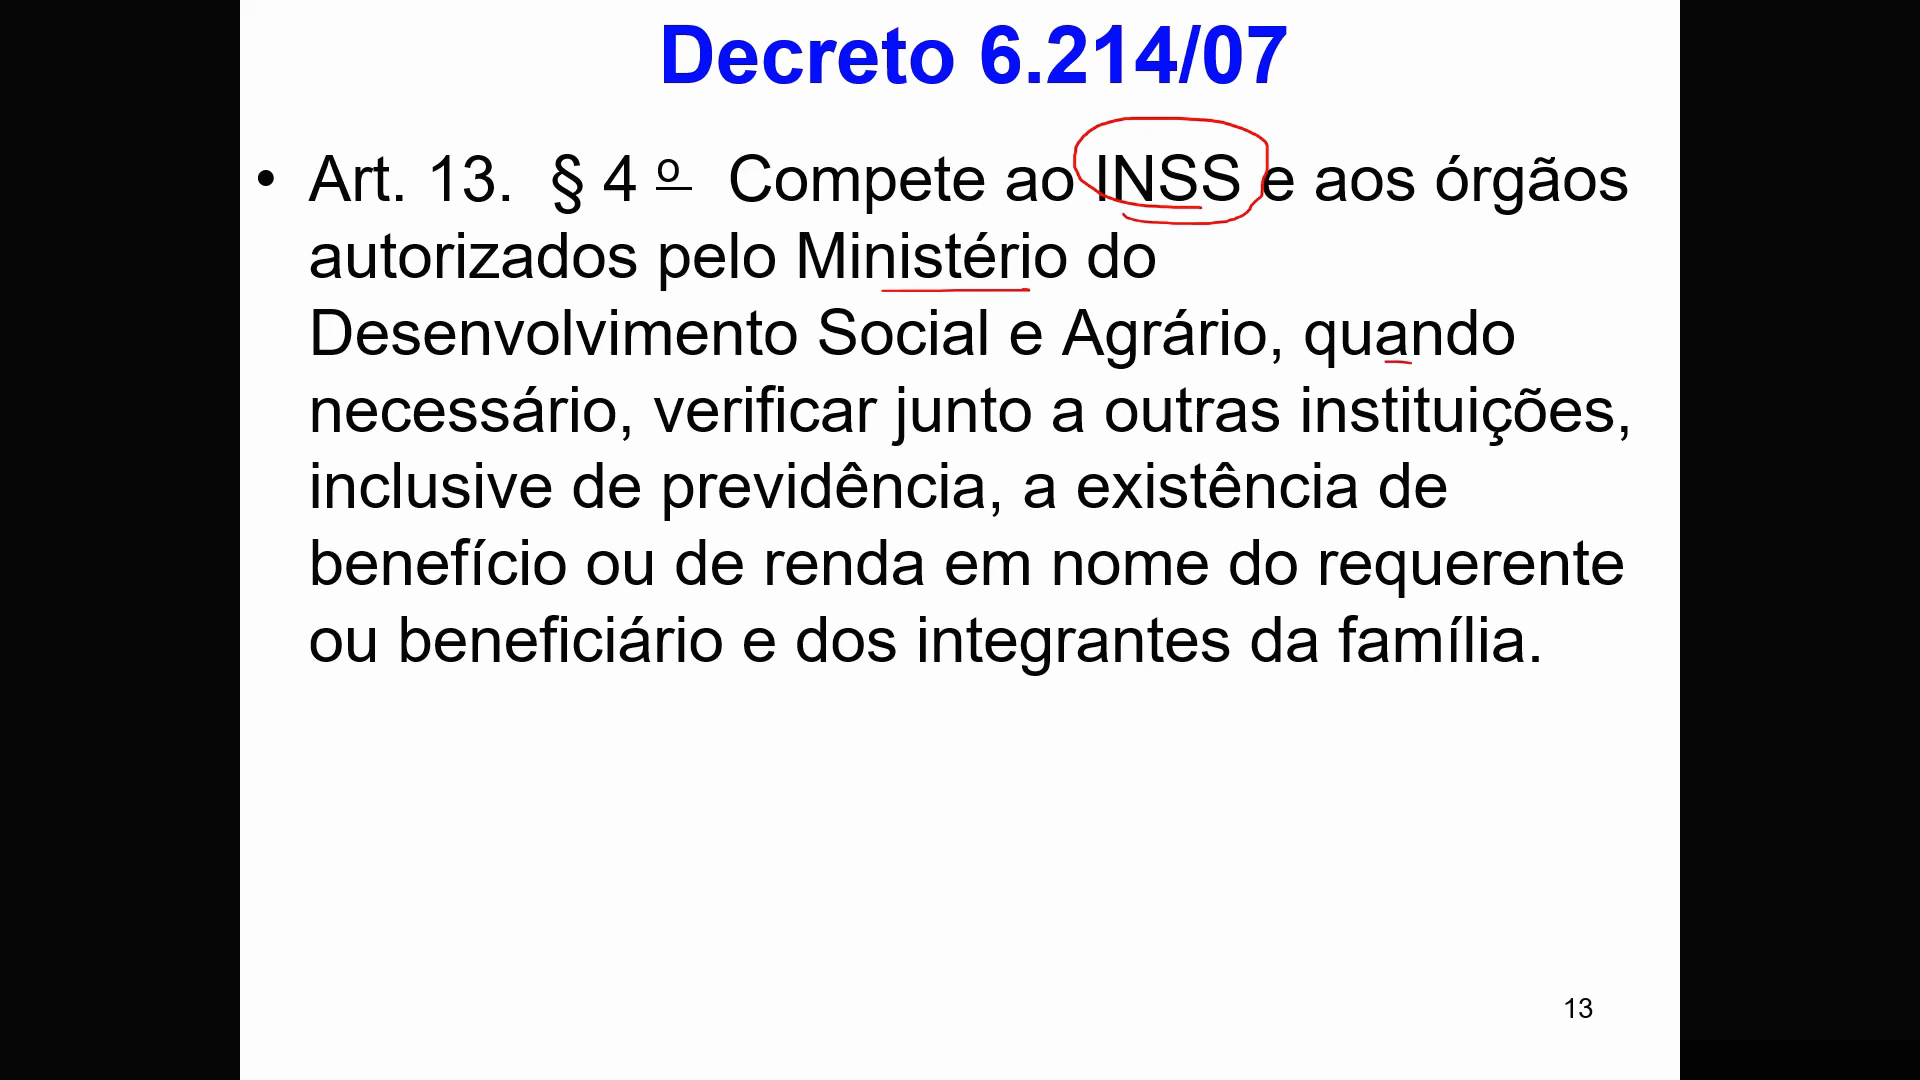 Decreto 6.214/07
• Art. 13. § 4 º Compete ao INSS e aos órgãos
autorizados pelo Ministério do
Desenvolvimento Social e Agrário, quando
necessário, verificar junto a outras instituições,
inclusive de previdência, a existência de
benefício ou de renda em nome do requerente
ou beneficiário e dos integrantes da família.
13